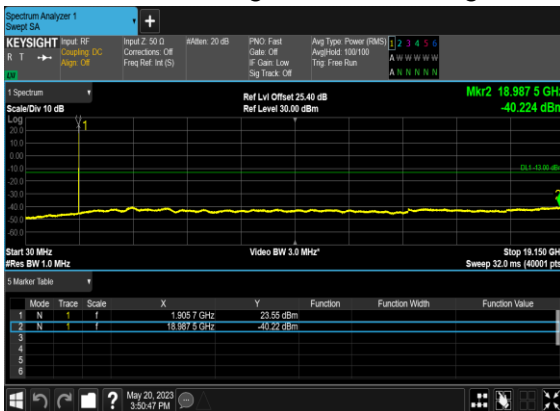 Spectrum Analyzer 1
Swept SA
KEYSIGHT Input: RF Input Z: 50 Ω #Atten: 20 dB PNO: Fast Avg Type: Power (RMS) 1 2 3 4 5 6
R T Coupling: DC Corrections: Off Gate: Off Avg|Hold: 100/100 A W W W W W
Align: Off Freq Ref: Int (S) IF Gain: Low Trig: Free Run
Sig Track: Off A N N N N N
1 Spectrum Ref Lvl Offset 25.40 dB Mkr2 18.987 5 GHz
Scale/Div 10 dB Ref Level 30.00 dBm -40.224 dBm
Log
20.0 1
10.0
0.00
-10.0 DL1 -13.00 dBm
-20.0
-30.0
-40.0
-50.0
-60.0
Start 30 MHz Video BW 3.0 MHz* Stop 19.150 GHz
#Res BW 1.0 MHz Sweep 32.0 ms (40001 pts)
5 Marker Table
Mode Trace Scale X Y Function Function Width Function Value
1 N 1 f 1.905 7 GHz 23.55 dBm
2 N 1 f 18.987 5 GHz -40.22 dBm
3
4
5
6
? May 20, 2023
3:50:47 PM